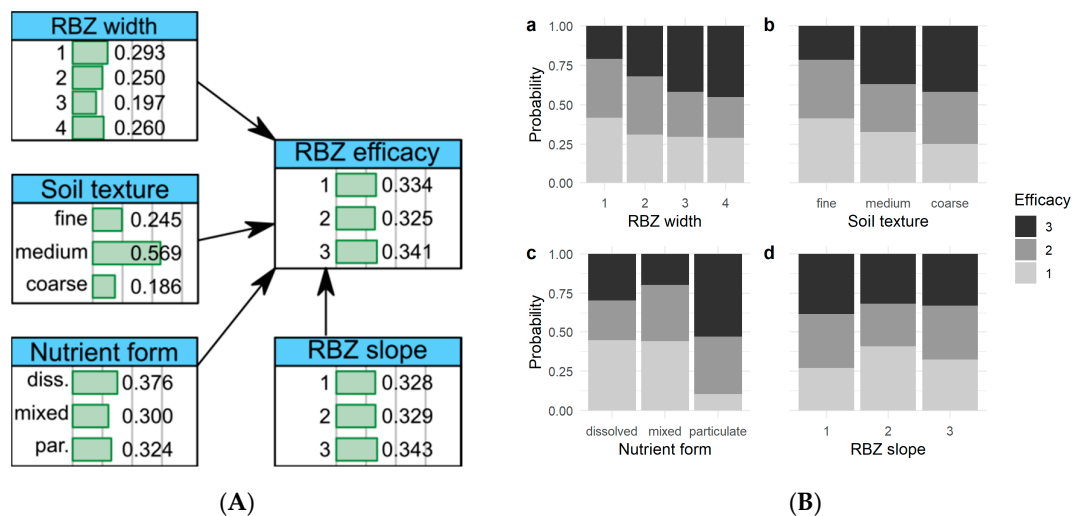 RBZ width
1 0.293
2 0.250
3 0.197
4 0.260
Soil texture
fine 0.245
medium 0.569
coarse 0.186
Nutrient form
diss. 0.376
mixed 0.300
par. 0.324
RBZ efficacy
1 0.334
2 0.325
3 0.341
RBZ slope
1 0.328
2 0.329
3 0.343
(A)
a
Probability
1.00
0.75
0.50
0.25
0.00
1 2 3 4
RBZ width
b
fine medium coarse
Soil texture
c
Probability
1.00
0.75
0.50
0.25
0.00
dissolved mixed particulate
Nutrient form
d
1 2 3
RBZ slope
Efficacy
3
2
1
(B)